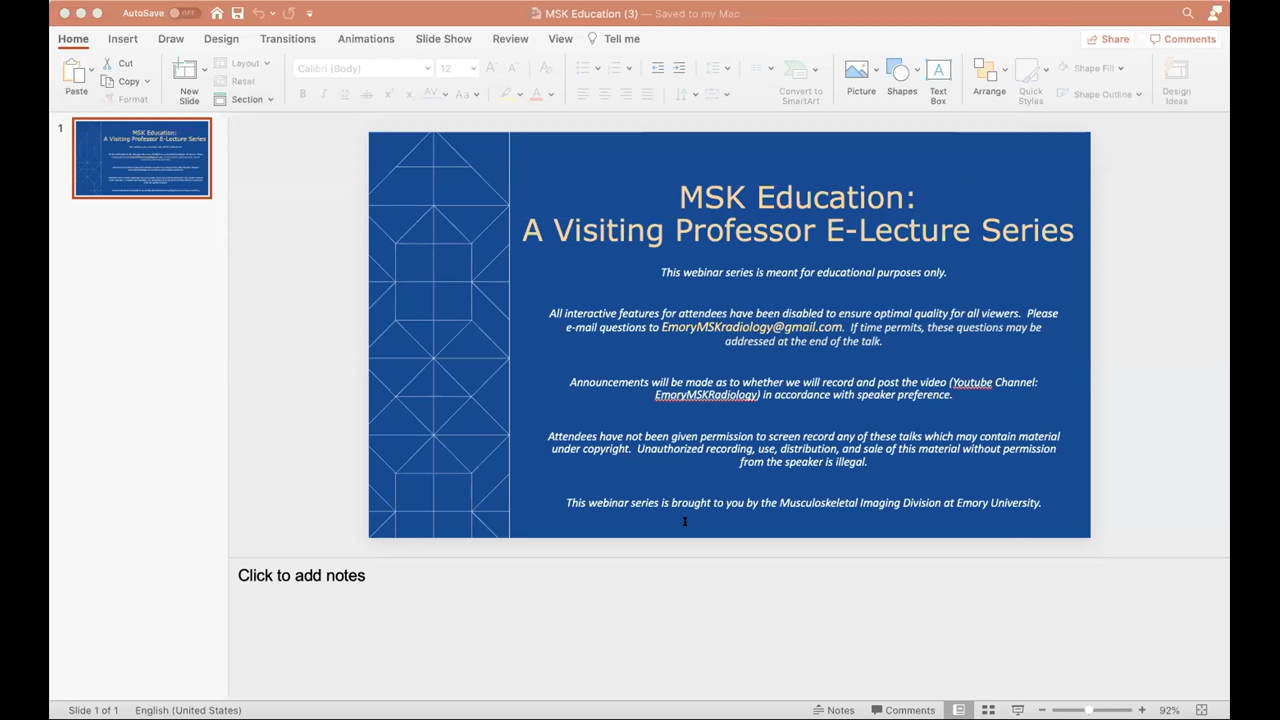 AutoSave OFF MSK Education (3) — Saved to my Mac
Home Insert Draw Design Transitions Animations Slide Show Review View Tell me Share Comments
Paste Cut Copy Format New Slide Layout Reset Section Calibri (Body) 12 Convert to SmartArt Picture Shapes Text Box Arrange Quick Styles Shape Fill Shape Outline Design Ideas
1
MSK Education:
A Visiting Professor E-Lecture Series
This webinar series is meant for educational purposes only.
All interactive features for attendees have been disabled to ensure optimal quality for all viewers. Please
e-mail questions to EmoryMSKradiology@gmail.com. If time permits, these questions may be
addressed at the end of the talk.
Announcements will be made as to whether we will record and post the video (Youtube Channel:
EmoryMSKRadiology) in accordance with speaker preference.
Attendees have not been given permission to screen record any of these talks which may contain material
under copyright. Unauthorized recording, use, distribution, and sale of this material without permission
from the speaker is illegal.
This webinar series is brought to you by the Musculoskeletal Imaging Division at Emory University.
Click to add notes
Slide 1 of 1 English (United States) Notes Comments 92%